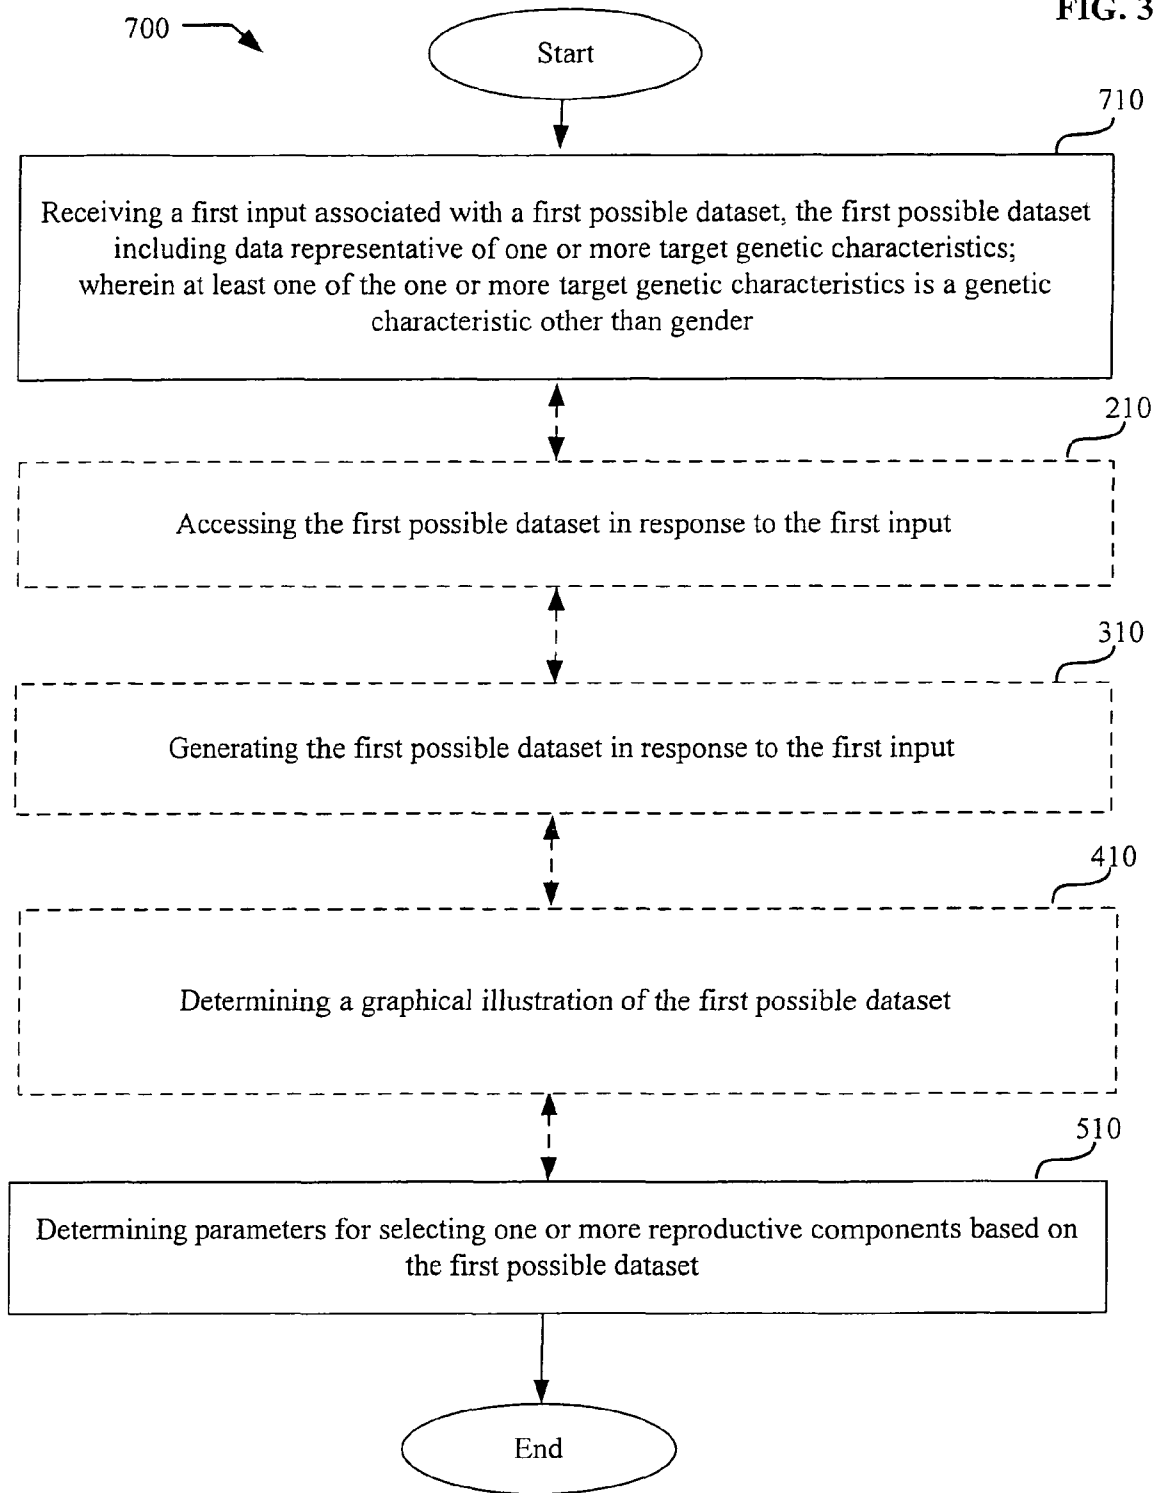 FIG. 3
700
Start
710
Receiving a first input associated with a first possible dataset, the first possible dataset
including data representative of one or more target genetic characteristics;
wherein at least one of the one or more target genetic characteristics is a genetic
characteristic other than gender
210
Accessing the first possible dataset in response to the first input
310
Generating the first possible dataset in response to the first input
410
Determining a graphical illustration of the first possible dataset
510
Determining parameters for selecting one or more reproductive components based on
the first possible dataset
End